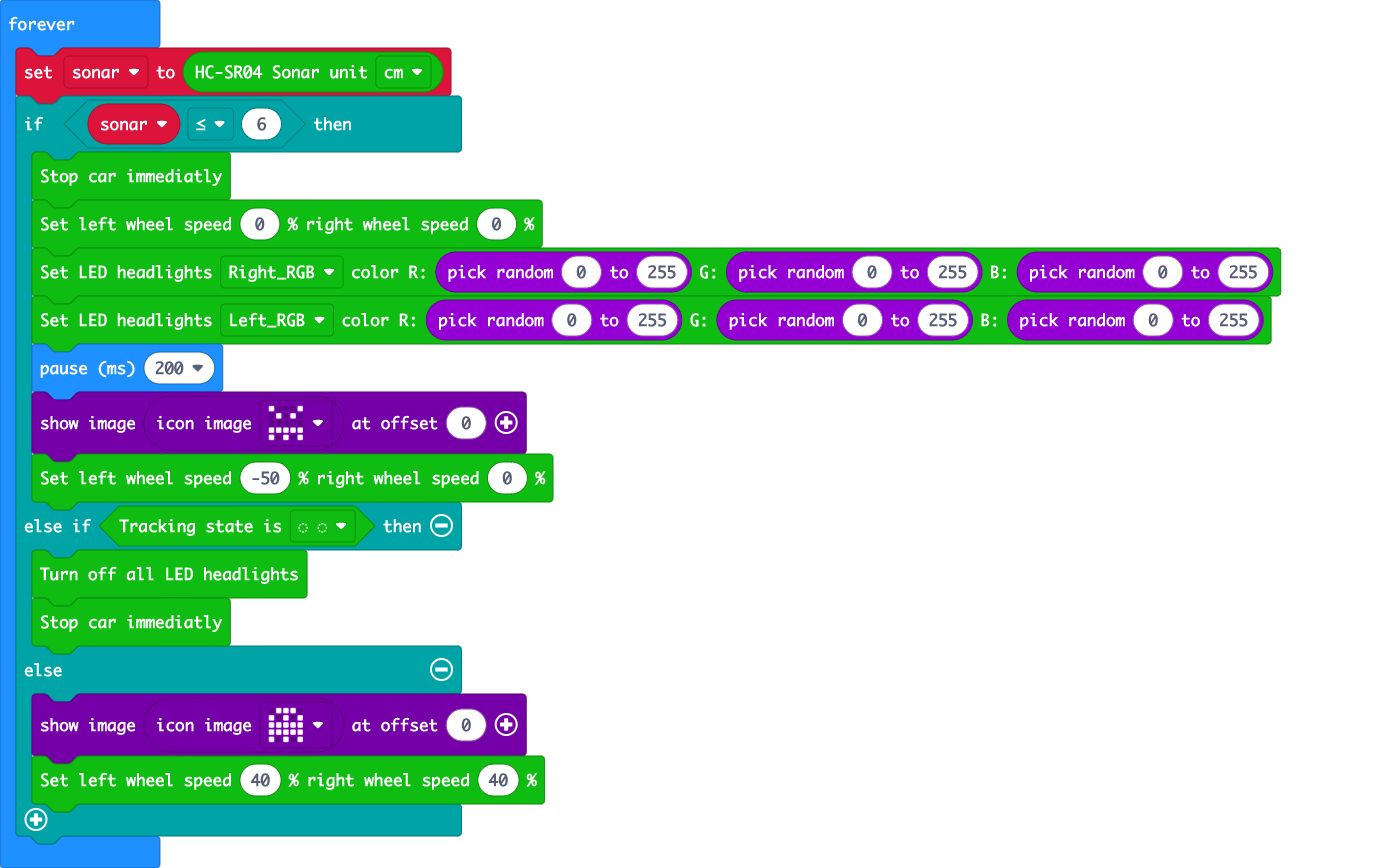 forever
set sonar to HC-SR04 Sonar unit cm
if sonar ≤ 6 then
Stop car immediatly
Set left wheel speed 0 % right wheel speed 0 %
Set LED headlights Right_RGB color R: pick random 0 to 255 G: pick random 0 to 255 B: pick random 0 to 255
Set LED headlights Left_RGB color R: pick random 0 to 255 G: pick random 0 to 255 B: pick random 0 to 255
pause (ms) 200
show image icon image at offset 0
Set left wheel speed -50 % right wheel speed 0 %
else if Tracking state is ◌ ◌ then
Turn off all LED headlights
Stop car immediatly
else
show image icon image at offset 0
Set left wheel speed 40 % right wheel speed 40 %